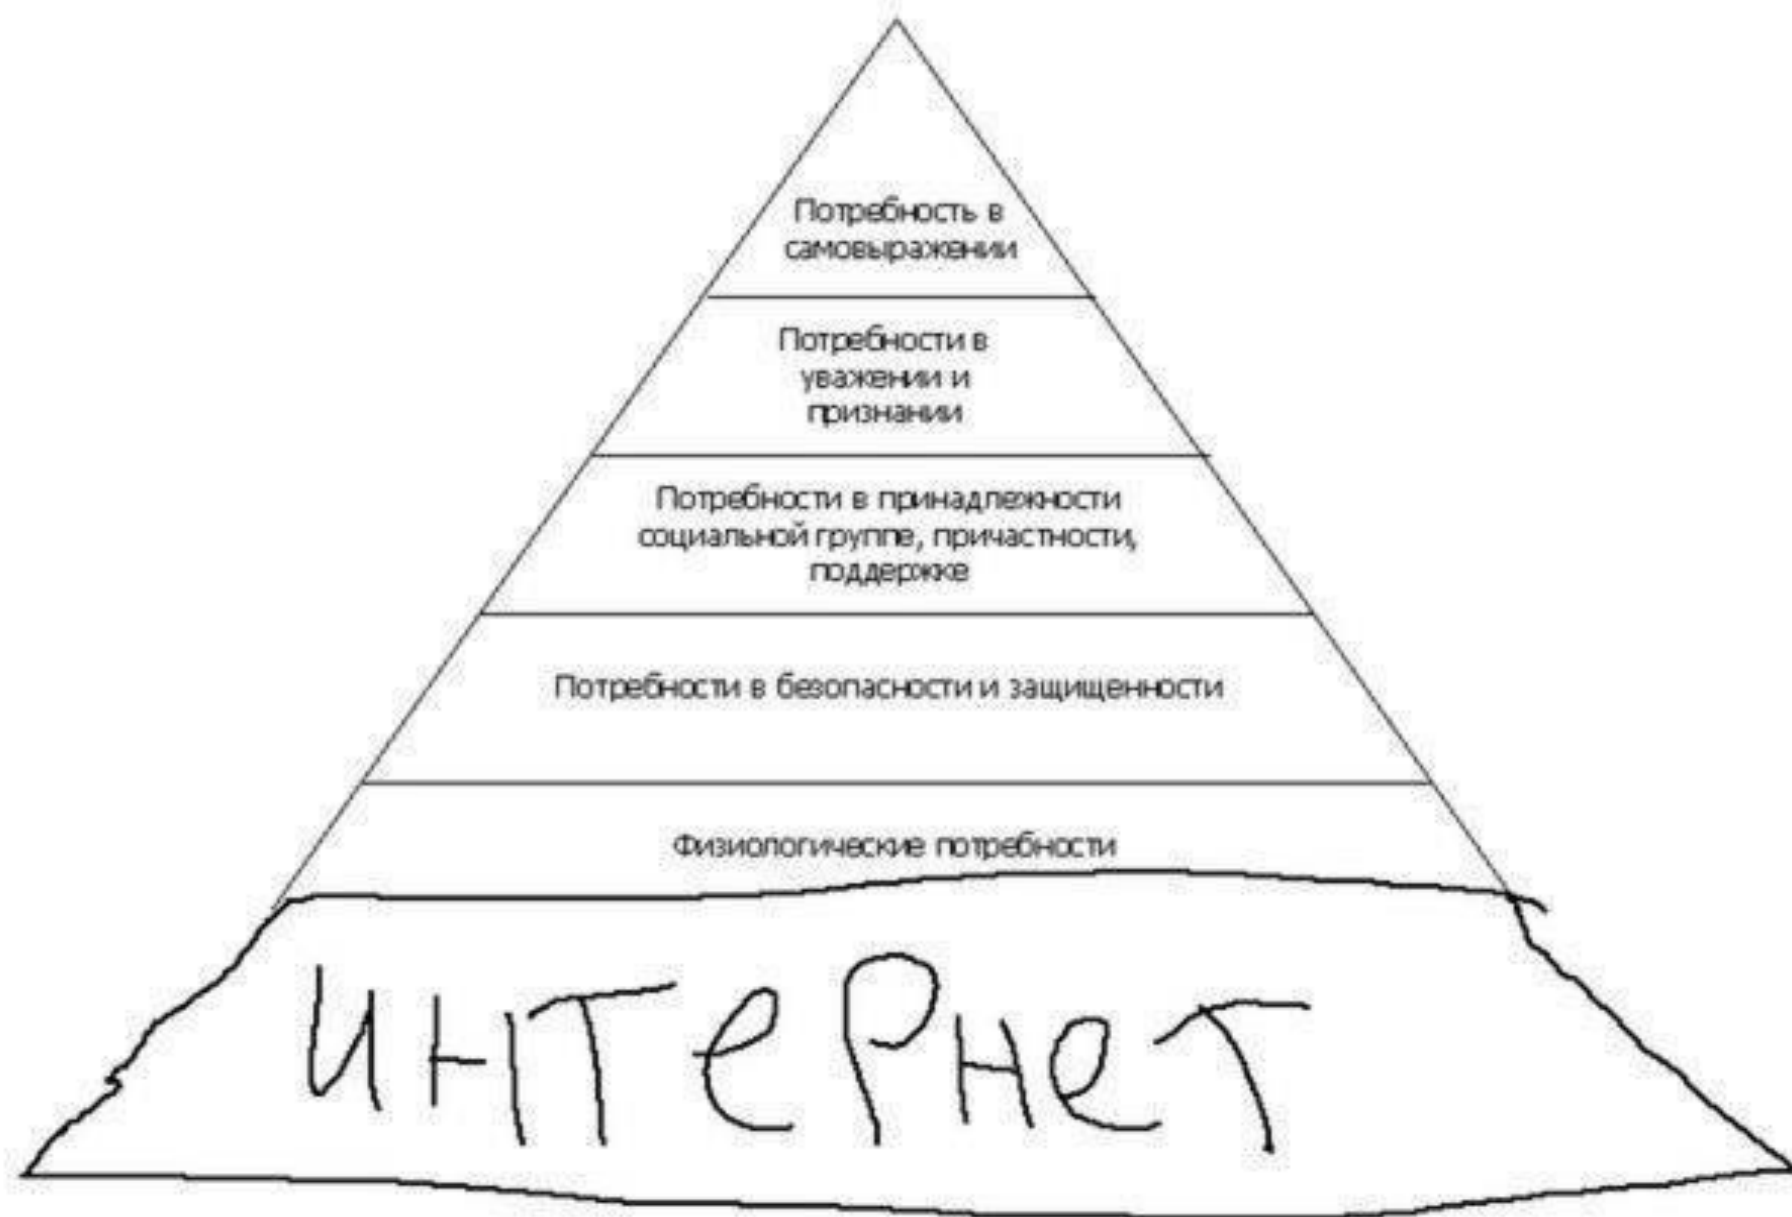 Потребность в
самовыражении
Потребности в
уважении и
признании
Потребности в принадлежности
социальной группе, причастности,
поддержке
Потребности в безопасности и защищенности
Физиологические потребности
интернет